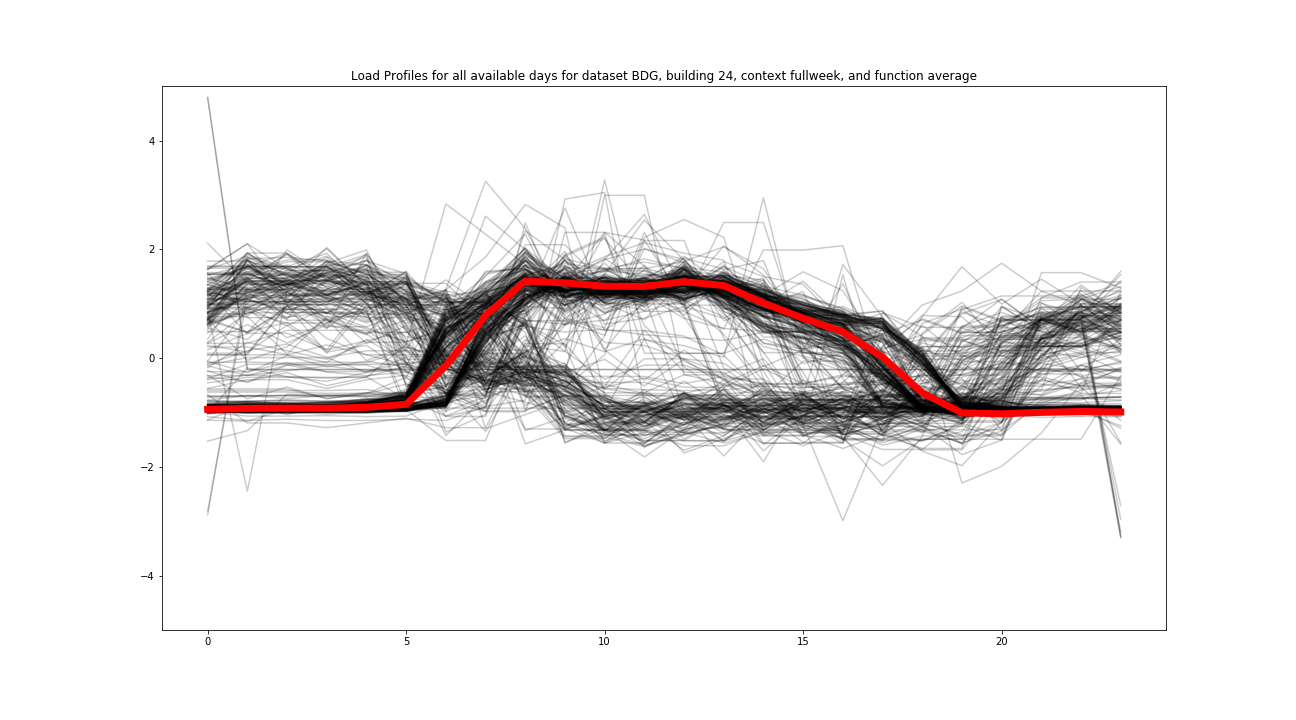 Load Profiles for all available days for dataset BDG, building 24, context fullweek, and function average
4
2
0
−2
−4
0 5 10 15 20